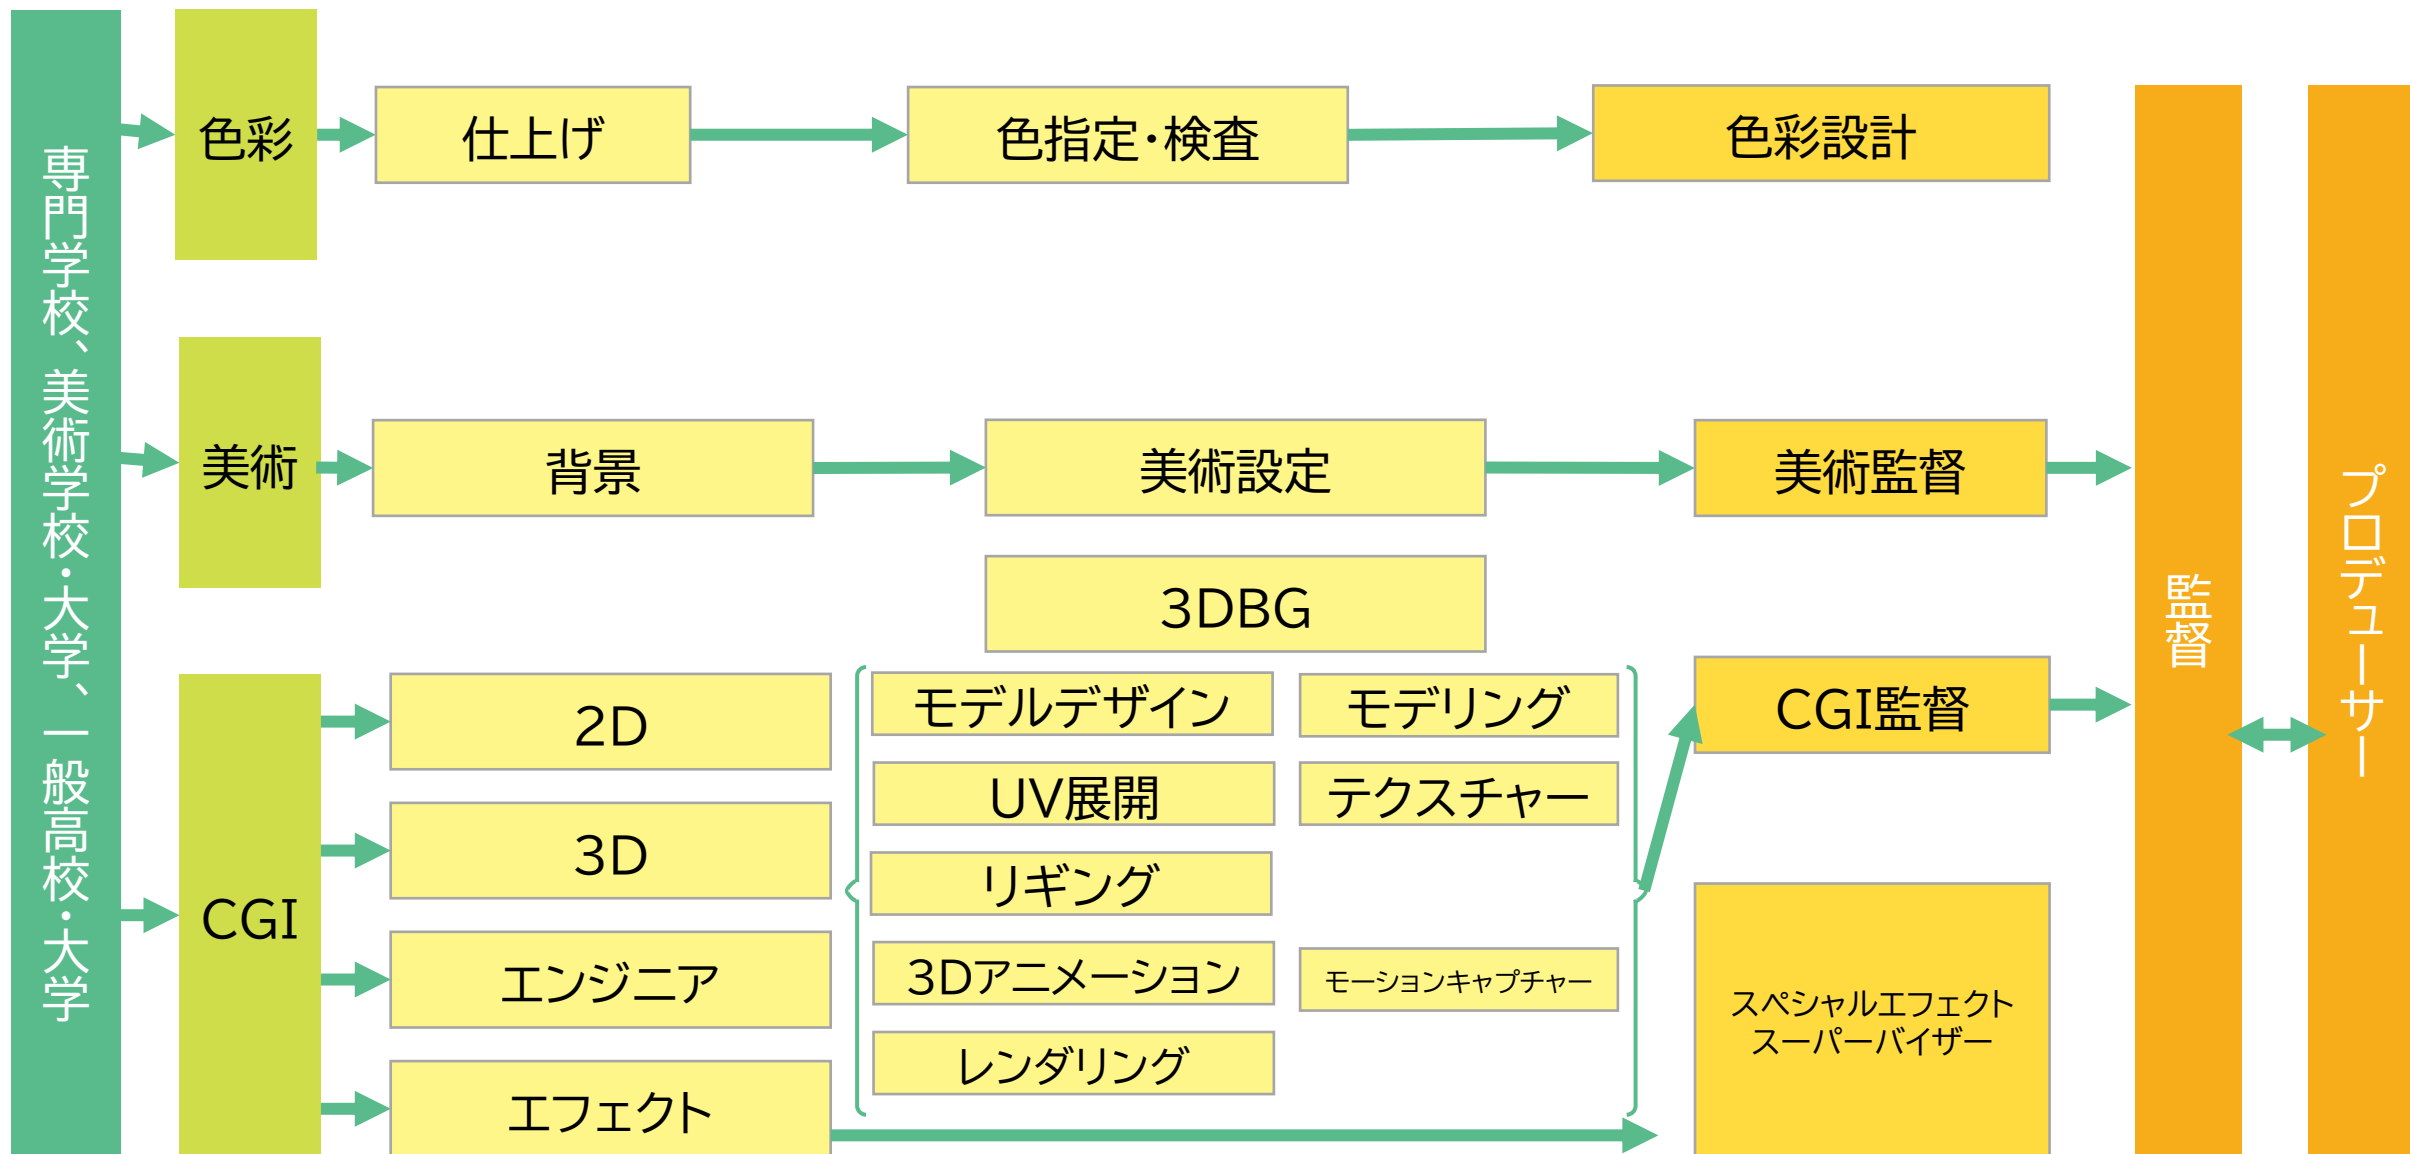 専門学校、美術学校・大学、一般高校・大学
色彩
仕上げ
色指定・検査
色彩設計
美術
背景
美術設定
美術監督
3DBG
CGI
2D
3D
エンジニア
エフェクト
モデルデザイン
モデリング
UV展開
テクスチャー
リギング
3Dアニメーション
モーションキャプチャー
レンダリング
CGI監督
スペシャルエフェクト
スーパーバイザー
監督
プロデューサー